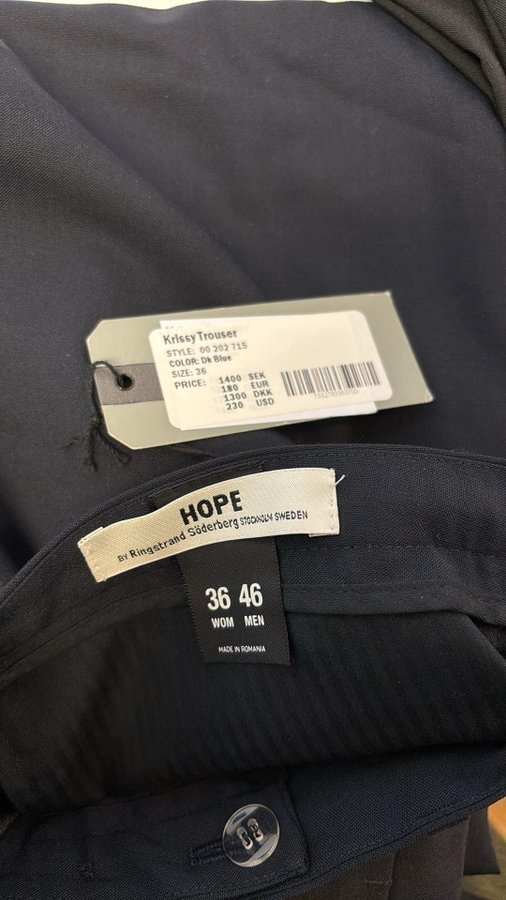 Krissy Trouser
STYLE: 00 202 715
COLOR: Dk Blue
SIZE: 36
PRICE: 1400 SEK
180 EUR
1300 DKK
230 USD
HOPE
BY Ringstrand Söderberg STOCKHOLM SWEDEN
36 46
WOM MEN
MADE IN ROMANIA